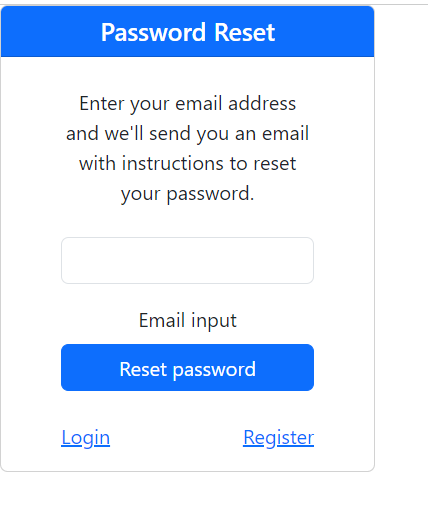 Password Reset
Enter your email address
and we'll send you an email
with instructions to reset
your password.
Email input
Reset password
Login Register